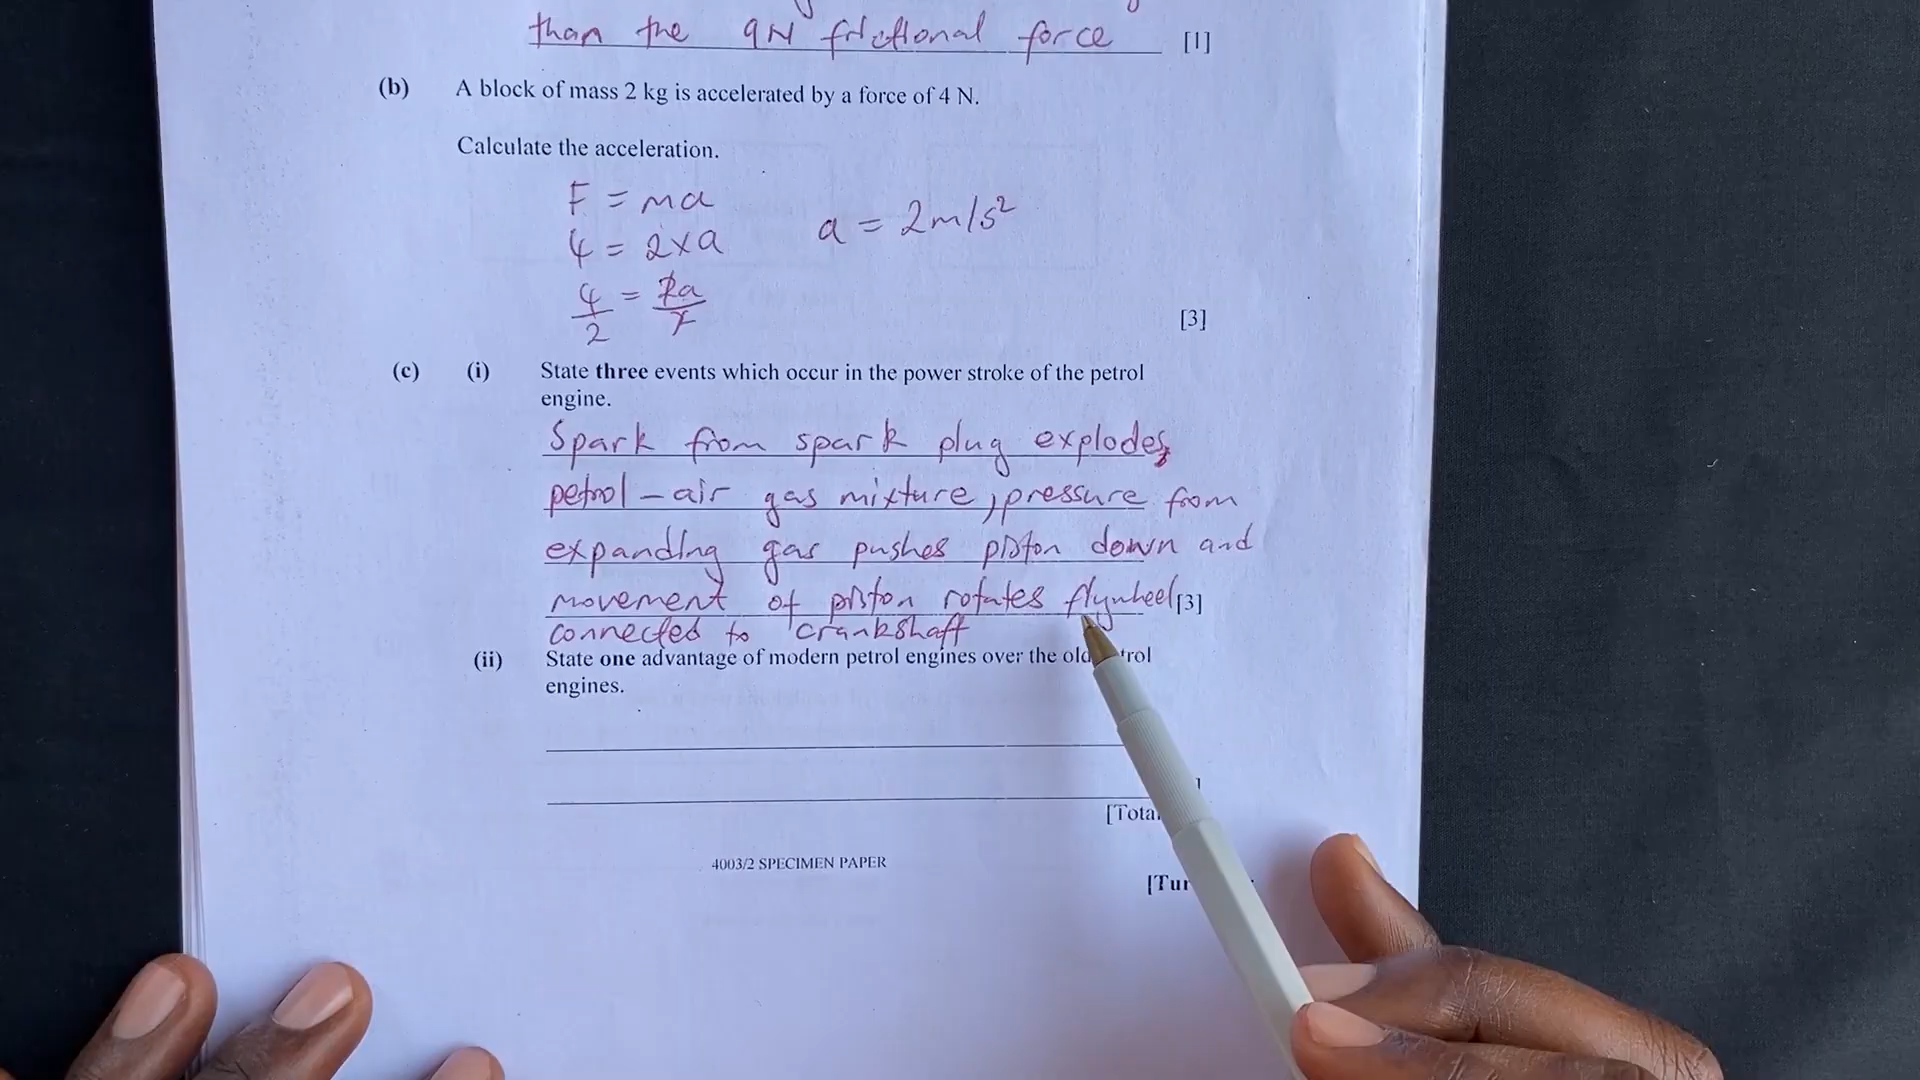 than the 9N frictional force [1]
(b) A block of mass 2 kg is accelerated by a force of 4 N.
Calculate the acceleration.
F = ma
4 = 2×a
a = 2m/s²
4/2 = 2a/2
[3]
(c) (i) State three events which occur in the power stroke of the petrol
engine.
Spark from spark plug explodes
petrol-air gas mixture, pressure from
expanding gas pushes piston down and
movement of piston rotates flywheel [3]
connected to crankshaft
(ii) State one advantage of modern petrol engines over the old
engines.
4003/2 SPECIMEN PAPER